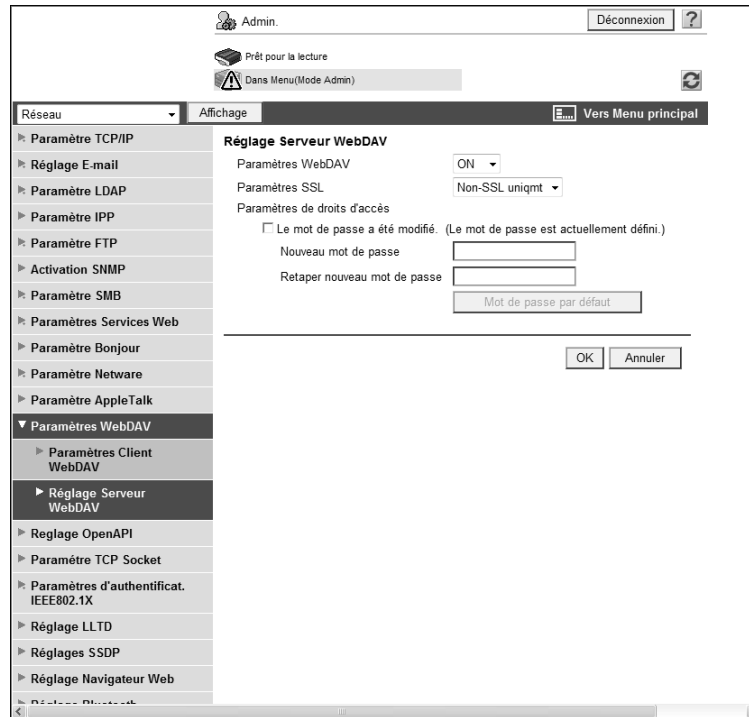 Admin.
Déconnexion
?
Prêt pour la lecture
Dans Menu(Mode Admin)
Réseau
Affichage
Vers Menu principal
Paramètre TCP/IP
Réglage E-mail
Paramètre LDAP
Paramètre IPP
Paramètre FTP
Activation SNMP
Paramètre SMB
Paramètres Services Web
Paramètre Bonjour
Paramètre Netware
Paramètre AppleTalk
Paramètres WebDAV
Paramètres Client
WebDAV
Réglage Serveur
WebDAV
Reglage OpenAPI
Paramétre TCP Socket
Paramètres d'authentificat.
IEEE802.1X
Réglage LLTD
Réglages SSDP
Réglage Navigateur Web
Réglage Bluetooth
Réglage Serveur WebDAV
Paramètres WebDAV
ON
Paramètres SSL
Non-SSL uniqmt
Paramètres de droits d'accès
Le mot de passe a été modifié. (Le mot de passe est actuellement défini.)
Nouveau mot de passe
Retaper nouveau mot de passe
Mot de passe par défaut
OK
Annuler